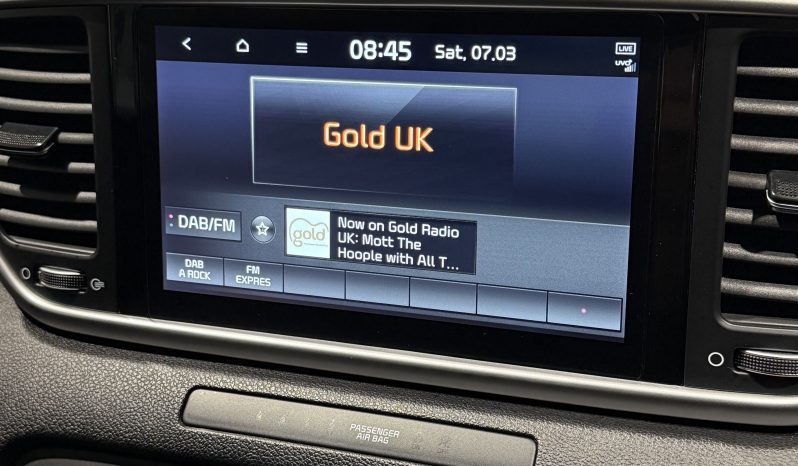 08:45 Sat, 07.03 LIVE
UVO
Gold UK
DAB/FM
gold
Now on Gold Radio
UK: Mott The
Hoople with All T...
DAB
A ROCK
FM
EXPRES
PASSENGER
AIR BAG